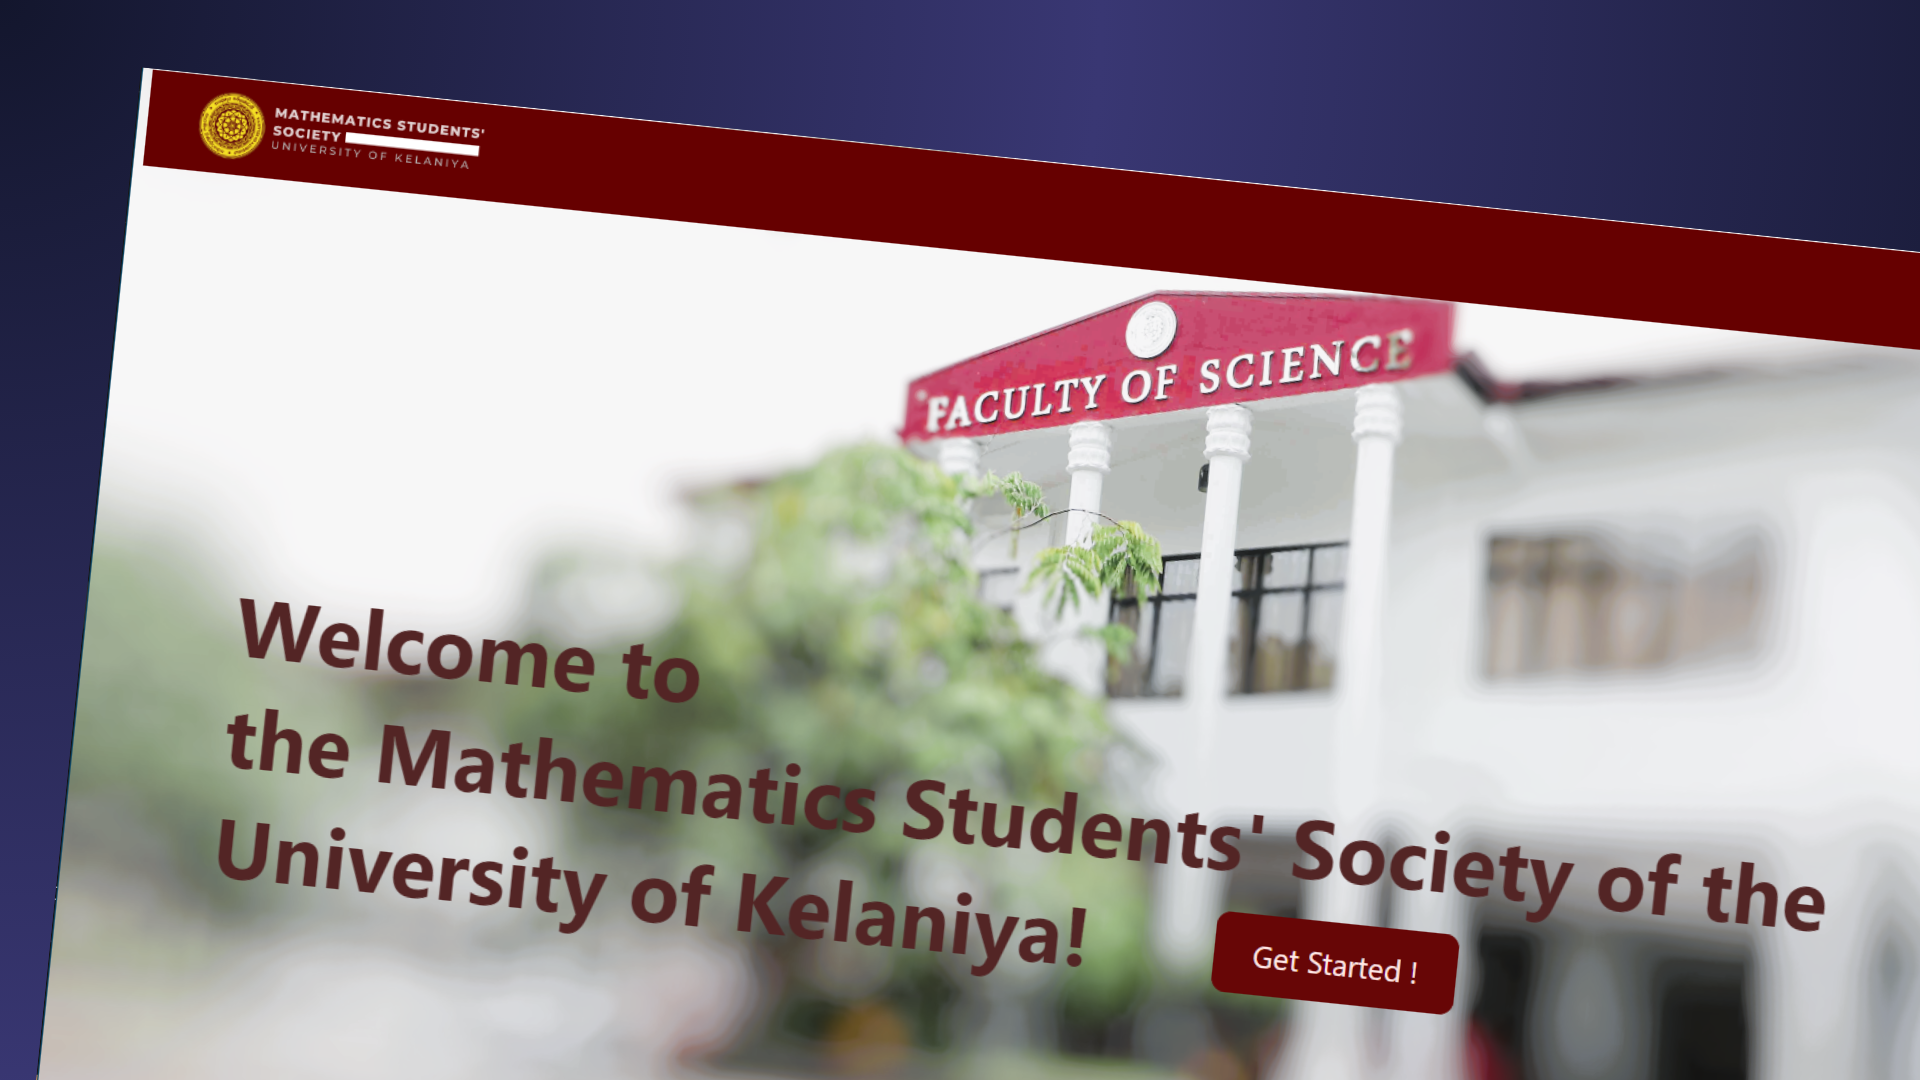 MATHEMATICS STUDENTS'
SOCIETY
UNIVERSITY OF KELANIYA
FACULTY OF SCIENCE
Welcome to
the Mathematics Students' Society of the
University of Kelaniya!
Get Started !